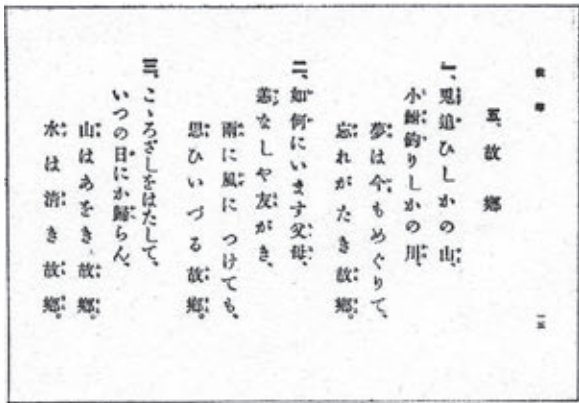 五、故郷
一、兎追ひしかの山、
小鮒釣りしかの川、
夢は今もめぐりて、
忘れがたき故郷。
二、如何にいます父母、
恙なしや友がき、
雨に風に つけても、
思ひいづる故郷。
三、こゝろざしをはたして、
いつの日にか歸らん、
山はあをき故郷。
水は清き故郷。
一五